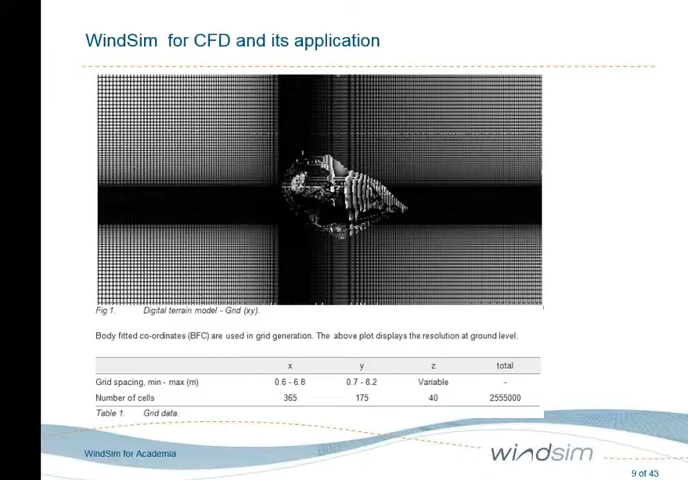 WindSim for CFD and its application
Fig 1. Digital terrain model - Grid (xy).
Body fitted co-ordinates (BFC) are used in grid generation. The above plot displays the resolution at ground level.
x y z total
Grid spacing, min - max (m) 0.6 - 6.8 0.7 - 8.2 Variable -
Number of cells 365 175 40 2555000
Table 1. Grid data.
WindSim for Academia
windsim
9 of 43